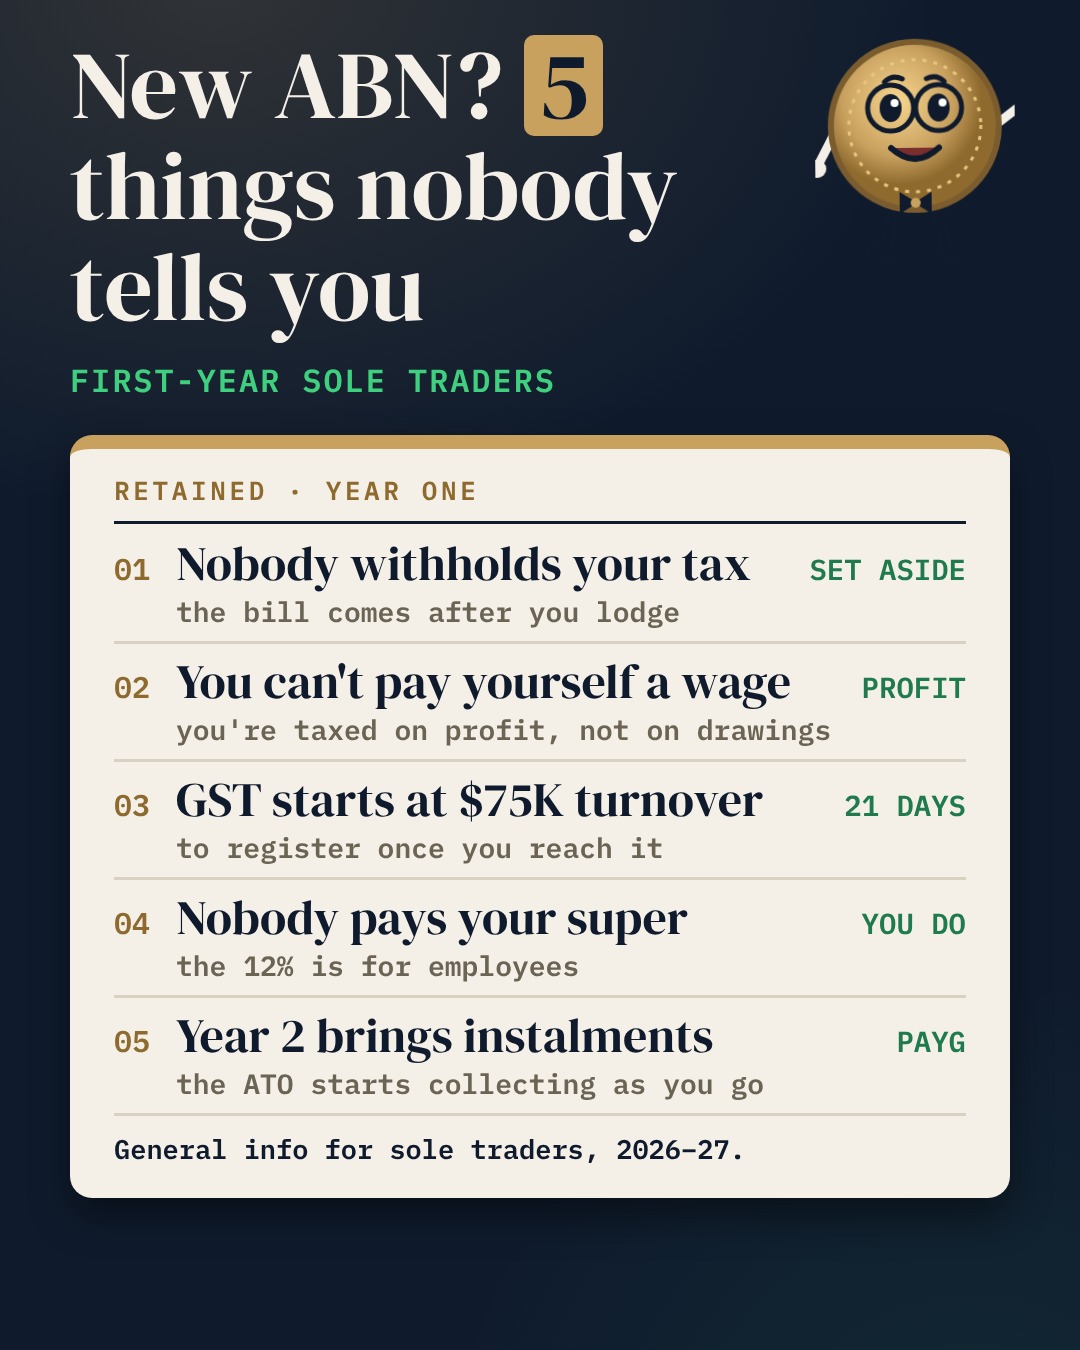 New ABN? 5
things nobody
tells you
FIRST-YEAR SOLE TRADERS
RETAINED · YEAR ONE
01 Nobody withholds your tax SET ASIDE
the bill comes after you lodge
02 You can't pay yourself a wage PROFIT
you're taxed on profit, not on drawings
03 GST starts at $75K turnover 21 DAYS
to register once you reach it
04 Nobody pays your super YOU DO
the 12% is for employees
05 Year 2 brings instalments PAYG
the ATO starts collecting as you go
General info for sole traders, 2026–27.